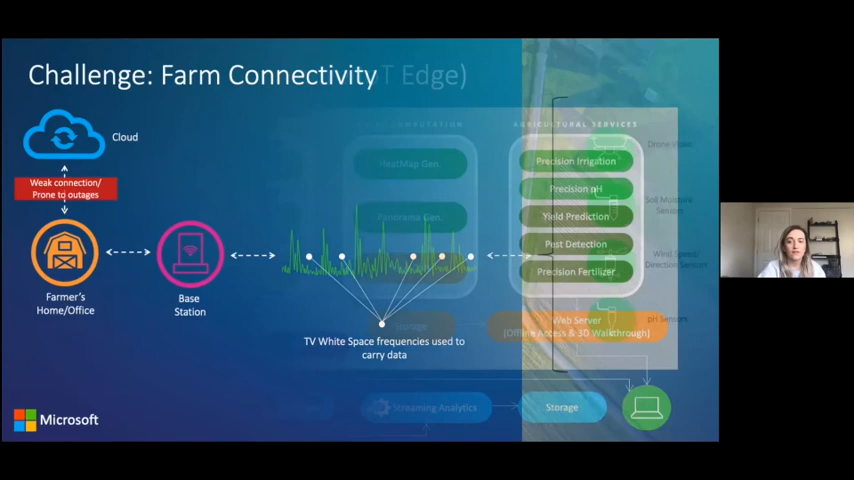 Challenge: Farm Connectivity
T Edge)
Cloud
Weak connection/
Prone to outages
Farmer's
Home/Office
Base
Station
TV White Space frequencies used to
carry data
HeatMap Gen.
Panorama Gen.
Storage
AGRICULTURAL SERVICES
Precision Irrigation
Precision pH
Yield Prediction
Pest Detection
Precision Fertilizer
Web Server
(Offline Access & 3D Walkthrough)
Drone Video
Soil Moisture
Sensor
Wind Speed/
Direction Sensors
pH Sensors
Streaming Analytics
Storage
Microsoft